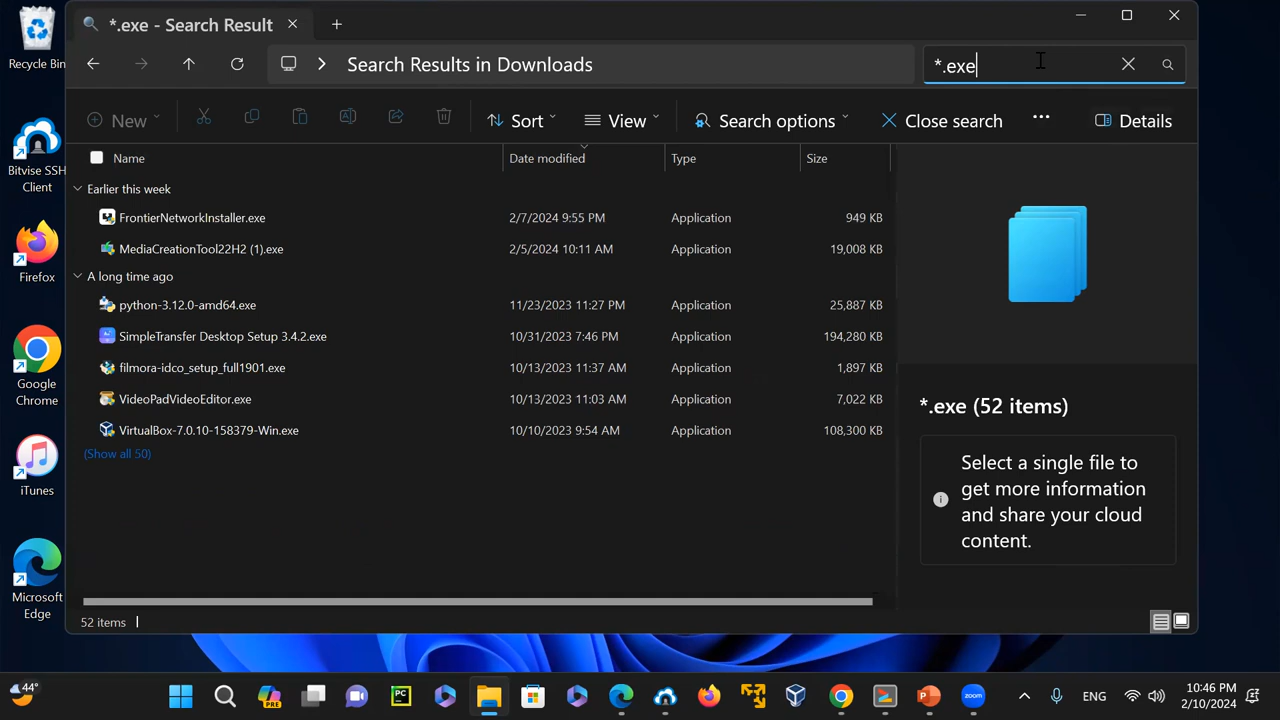 *.exe - Search Result
Recycle Bin
Search Results in Downloads
*.exe
New
Sort
View
Search options
Close search
Details
Bitvise SSH
Client
Name
Date modified
Type
Size
Earlier this week
FrontierNetworkInstaller.exe 2/7/2024 9:55 PM Application 949 KB
MediaCreationTool22H2 (1).exe 2/5/2024 10:11 AM Application 19,008 KB
Firefox
A long time ago
python-3.12.0-amd64.exe 11/23/2023 11:27 PM Application 25,887 KB
SimpleTransfer Desktop Setup 3.4.2.exe 10/31/2023 7:46 PM Application 194,280 KB
filmora-idco_setup_full1901.exe 10/13/2023 11:37 AM Application 1,897 KB
VideoPadVideoEditor.exe 10/13/2023 11:03 AM Application 7,022 KB
VirtualBox-7.0.10-158379-Win.exe 10/10/2023 9:54 AM Application 108,300 KB
(Show all 50)
Google
Chrome
iTunes
Microsoft
Edge
*.exe (52 items)
Select a single file to
get more information
and share your cloud
content.
52 items
44°
PRE
PC
zoom
ENG
10:46 PM
2/10/2024